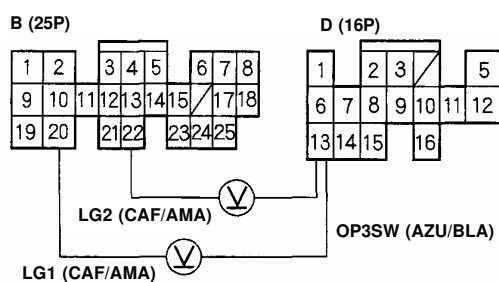 B (25P)
D (16P)
1 2 3 4 5 6 7 8
9 10 11 12 13 14 15 17 18
19 20 21 22 23 24 25
1 2 3 5
6 7 8 9 10 11 12
13 14 15 16
LG2 (CAF/AMA)
V
OP3SW (AZU/BLA)
V
LG1 (CAF/AMA)